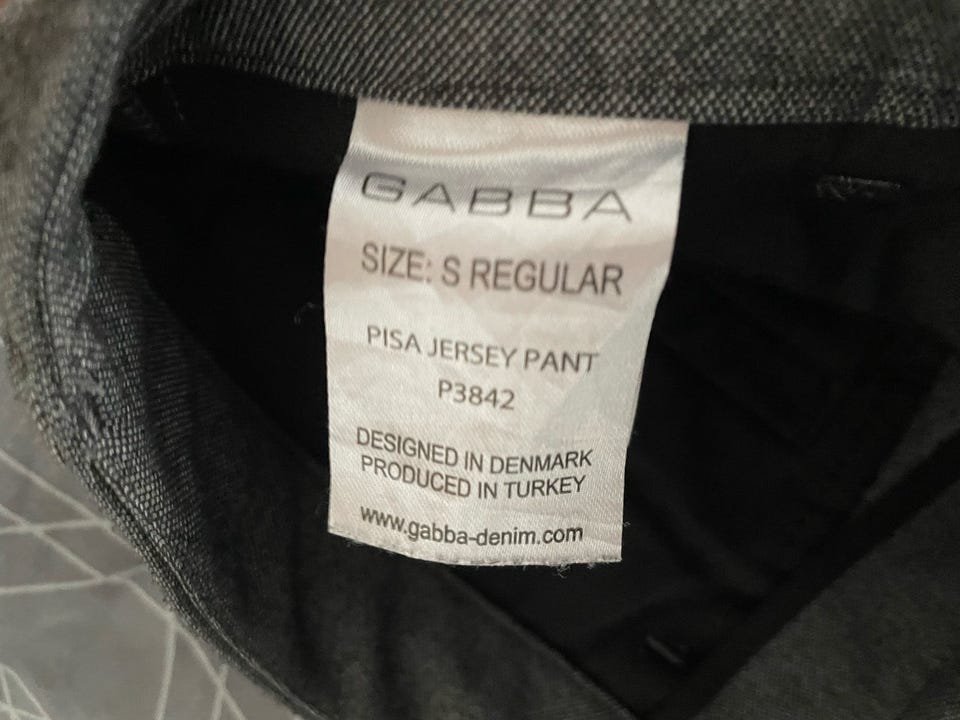 GABBA
SIZE: S REGULAR
PISA JERSEY PANT
P3842
DESIGNED IN DENMARK
PRODUCED IN TURKEY
www.gabba-denim.com